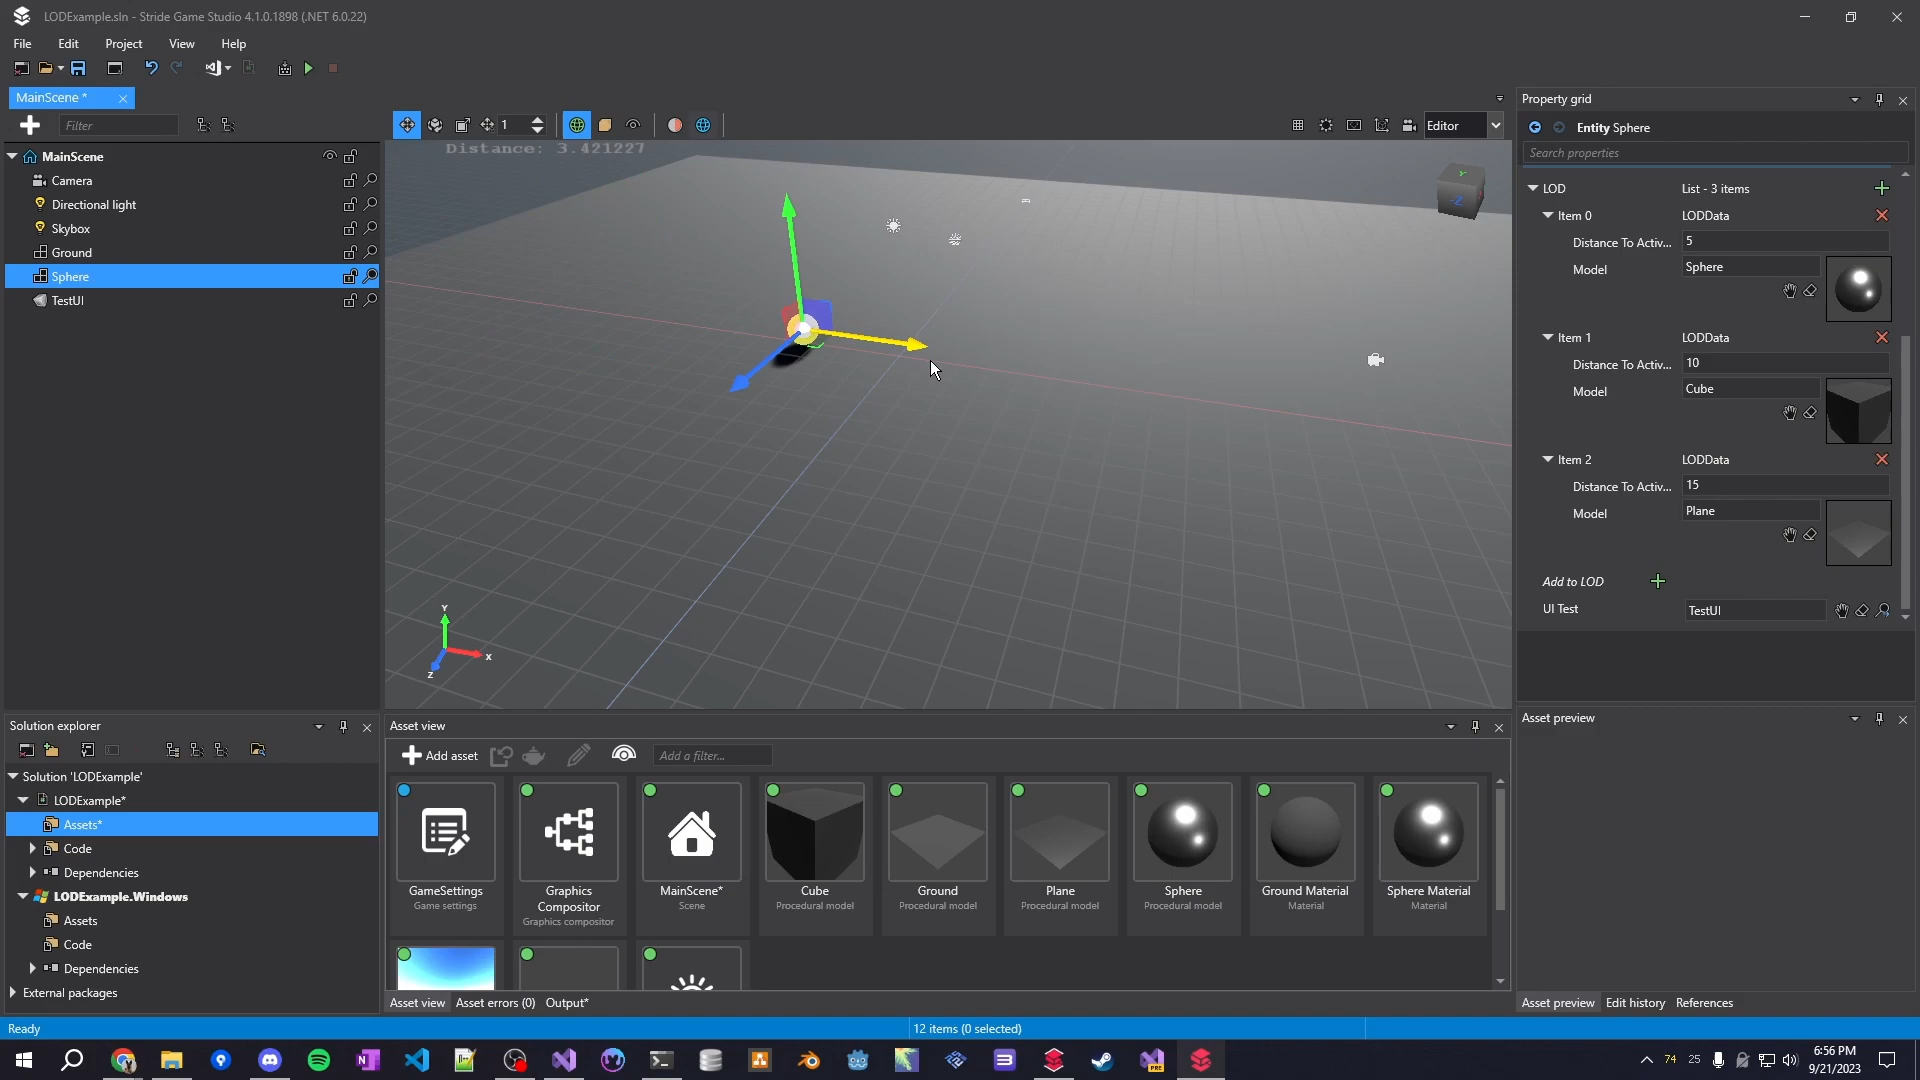 LODExample.sln - Stride Game Studio 4.1.0.1898 (.NET 6.0.22)
File Edit Project View Help
MainScene *
Filter
MainScene
Camera
Directional light
Skybox
Ground
Sphere
TestUI
1
Editor
Distance: 3.421227
Y
-Z
Y
X
Z
Property grid
Entity Sphere
Search properties
LOD List - 3 items
Item 0 LODData
Distance To Activ... 5
Model Sphere
Item 1 LODData
Distance To Activ... 10
Model Cube
Item 2 LODData
Distance To Activ... 15
Model Plane
Add to LOD
UI Test TestUI
Solution explorer
Solution 'LODExample'
LODExample*
Assets*
Code
Dependencies
LODExample.Windows
Assets
Code
Dependencies
External packages
Asset view
Add asset
Add a filter...
GameSettings
Game settings
Graphics
Compositor
Graphics compositor
MainScene*
Scene
Cube
Procedural model
Ground
Procedural model
Plane
Procedural model
Sphere
Procedural model
Ground Material
Material
Sphere Material
Material
Asset view Asset errors (0) Output*
Asset preview
Asset preview Edit history References
Ready
12 items (0 selected)
74 25
6:56 PM
9/21/2023
PRE